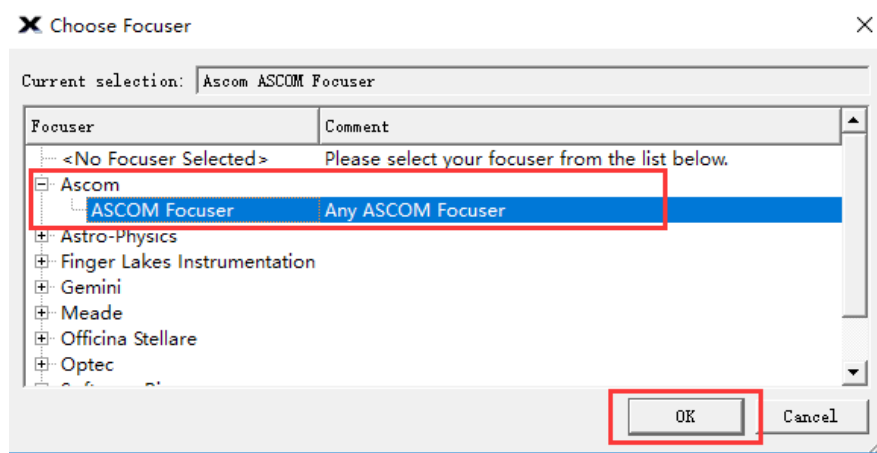 Choose Focuser
Current selection: Ascom ASCOM Focuser
Focuser Comment
<No Focuser Selected> Please select your focuser from the list below.
Ascom
ASCOM Focuser Any ASCOM Focuser
Astro-Physics
Finger Lakes Instrumentation
Gemini
Meade
Officina Stellare
Optec
OK Cancel